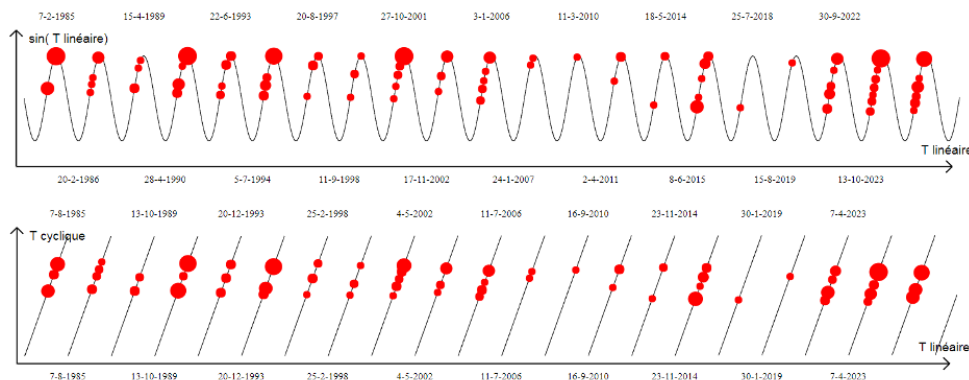 7-2-1985 15-4-1989 22-6-1993 20-8-1997 27-10-2001 3-1-2006 11-3-2010 18-5-2014 25-7-2018 30-9-2022
sin( T linéaire)
T linéaire
20-2-1986 28-4-1990 5-7-1994 11-9-1998 17-11-2002 24-1-2007 2-4-2011 8-6-2015 15-8-2019 13-10-2023
7-8-1985 13-10-1989 20-12-1993 25-2-1998 4-5-2002 11-7-2006 16-9-2010 23-11-2014 30-1-2019 7-4-2023
T cyclique
T linéaire
7-8-1985 13-10-1989 20-12-1993 25-2-1998 4-5-2002 11-7-2006 16-9-2010 23-11-2014 30-1-2019 7-4-2023